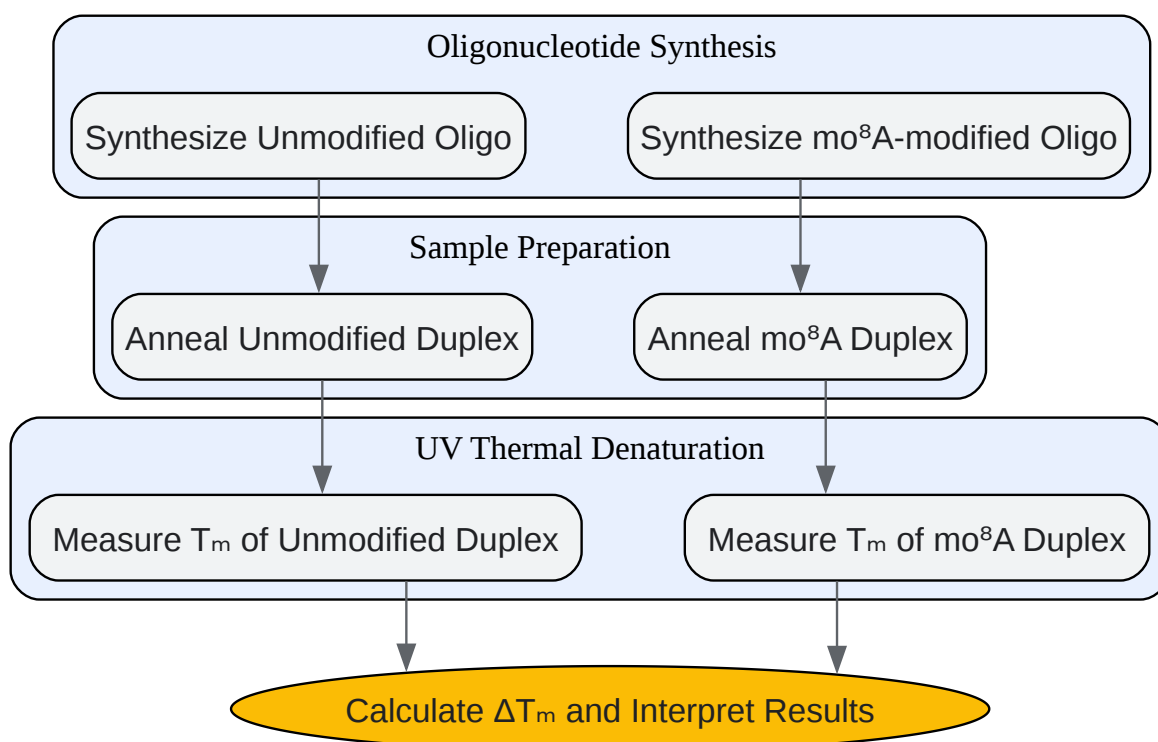 Oligonucleotide Synthesis
Synthesize Unmodified Oligo
Synthesize mo⁸A-modified Oligo
Sample Preparation
Anneal Unmodified Duplex
Anneal mo⁸A Duplex
UV Thermal Denaturation
Measure Tₘ of Unmodified Duplex
Measure Tₘ of mo⁸A Duplex
Calculate ΔTₘ and Interpret Results